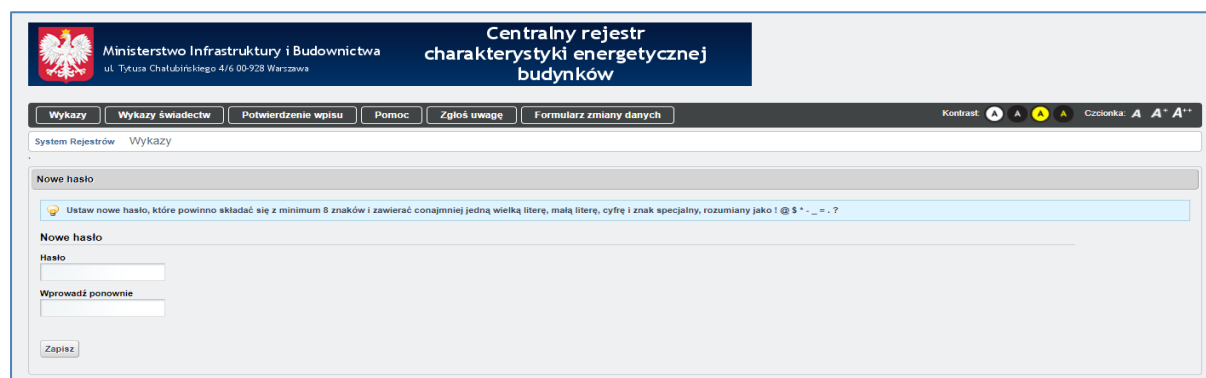 Ministerstwo Infrastruktury i Budownictwa
ul. Tytusa Chałubińskiego 4/6 00-928 Warszawa
Centralny rejestr
charakterystyki energetycznej
budynków
Wykazy Wykazy świadectw Potwierdzenie wpisu Pomoc Zgłoś uwagę Formularz zmiany danych Kontrast: A A A A Czcionka: A A+ A++
System Rejestrów Wykazy
Nowe hasło
Ustaw nowe hasło, które powinno składać się z minimum 8 znaków i zawierać conajmniej jedną wielką literę, małą literę, cyfrę i znak specjalny, rozumiany jako ! @ $ * - _ = . ?
Nowe hasło
Hasło
Wprowadź ponownie
Zapisz